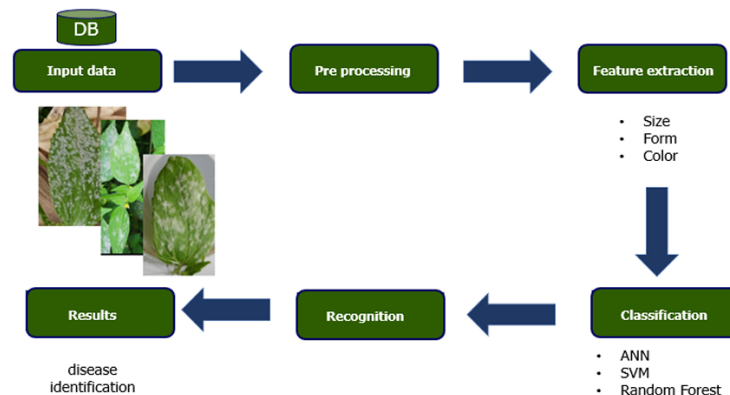 DB
Input data
Pre processing
Feature extraction
• Size
• Form
• Color
Classification
• ANN
• SVM
• Random Forest
Recognition
Results
disease
identification